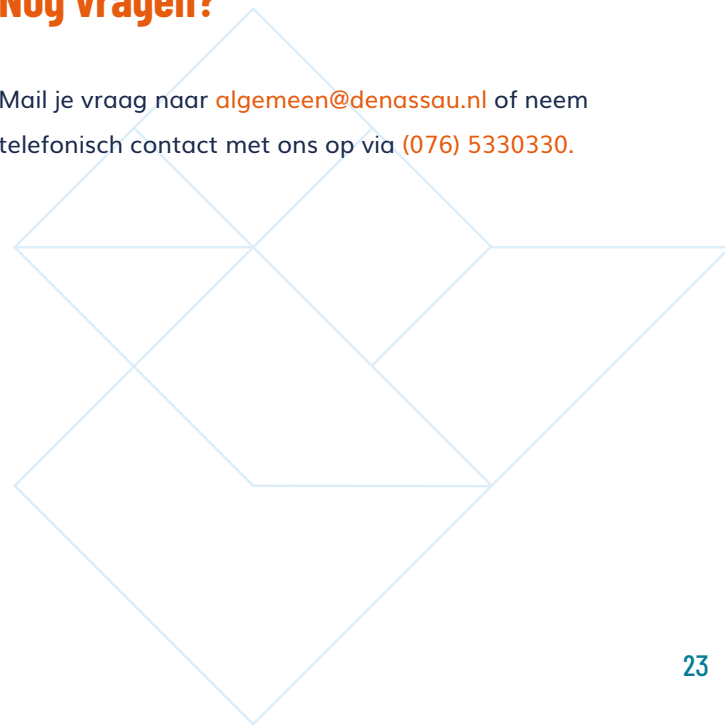 Nog vragen?
Mail je vraag naar algemeen@denassau.nl of neem
telefonisch contact met ons op via (076) 5330330.
23